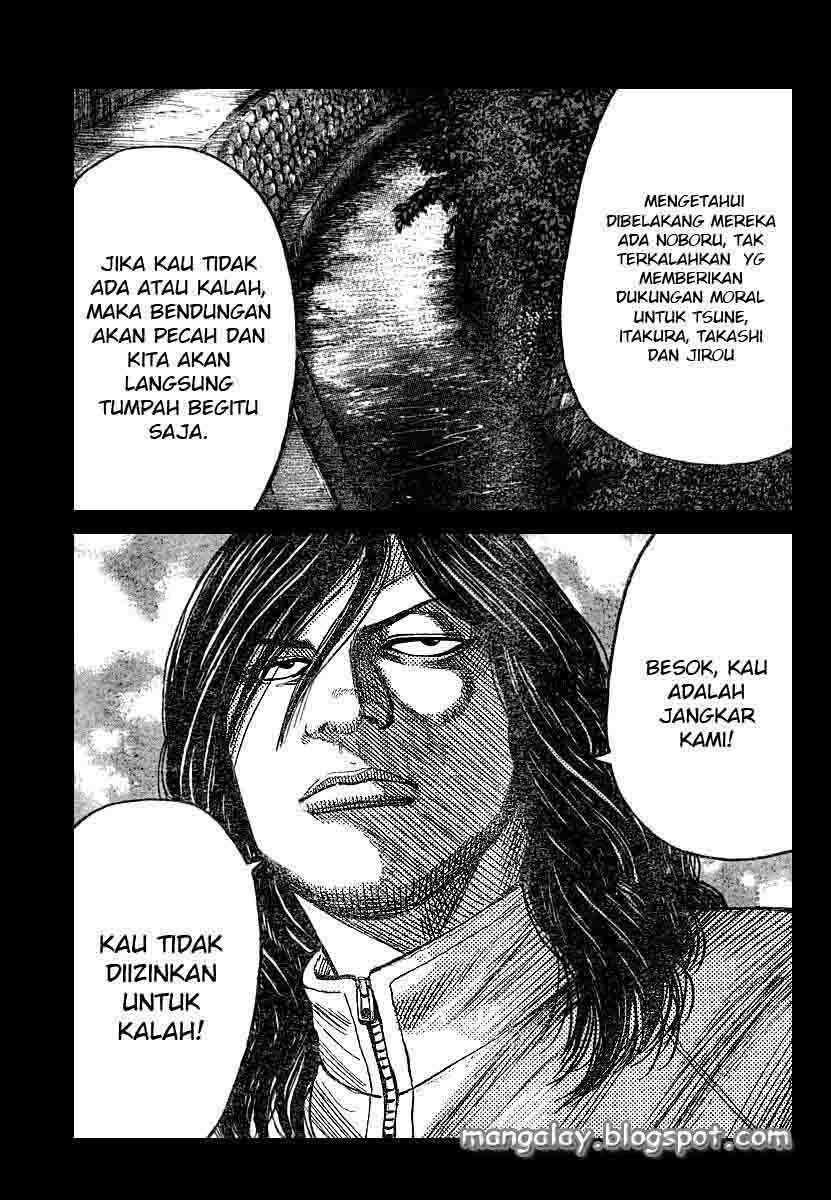 MENGETAHUI
DIBELAKANG MEREKA
ADA NOBORU, TAK
TERKALAHKAN YG
MEMBERIKAN
DUKUNGAN MORAL
UNTUK TSUNE,
ITAKURA, TAKASHI
DAN JIROU
JIKA KAU TIDAK
ADA ATAU KALAH,
MAKA BENDUNGAN
AKAN PECAH DAN
KITA AKAN
LANGSUNG
TUMPAH BEGITU
SAJA.
BESOK, KAU
ADALAH
JANGKAR
KAMI!
KAU TIDAK
DIIZINKAN
UNTUK
KALAH!
mangalay.blogspot.com